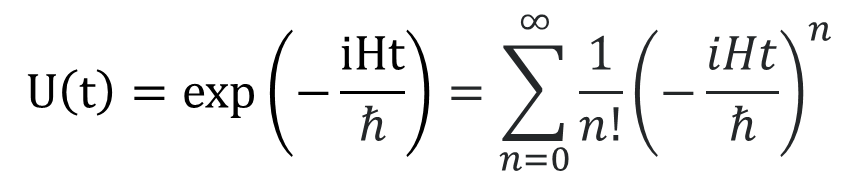 U(t) = exp(−iHt/ħ) = ∑_{n=0}^{∞} 1/n! (−iHt/ħ)^n